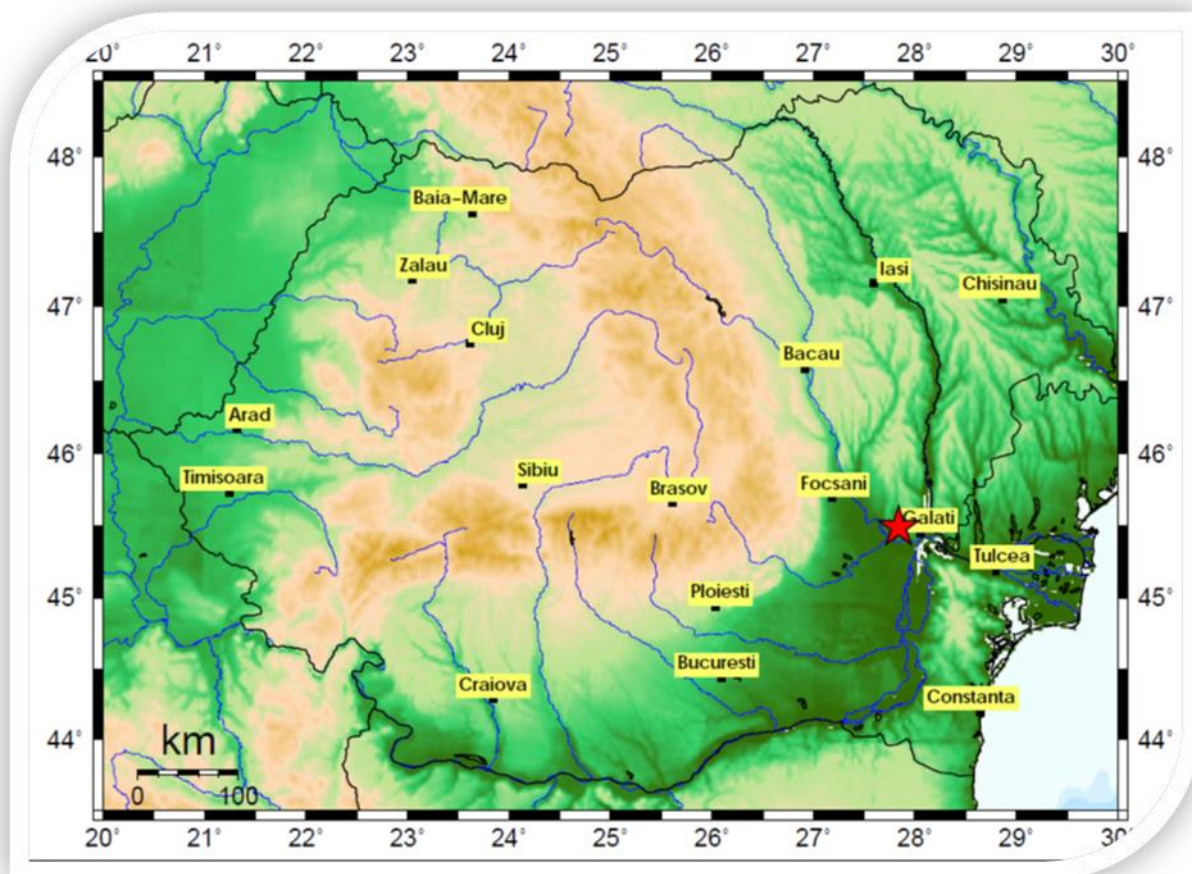 20° 21° 22° 23° 24° 25° 26° 27° 28° 29° 30°
48° 48°
Baia-Mare
Zalau
Iasi
Chisinau
47° 47°
Cluj
Bacau
Arad
46° 46°
Timisoara
Sibiu
Brasov
Focsani
Galati
Tulcea
45° 45°
Ploiesti
Bucuresti
Craiova
Constanta
44° 44°
km
0 100
20° 21° 22° 23° 24° 25° 26° 27° 28° 29° 30°